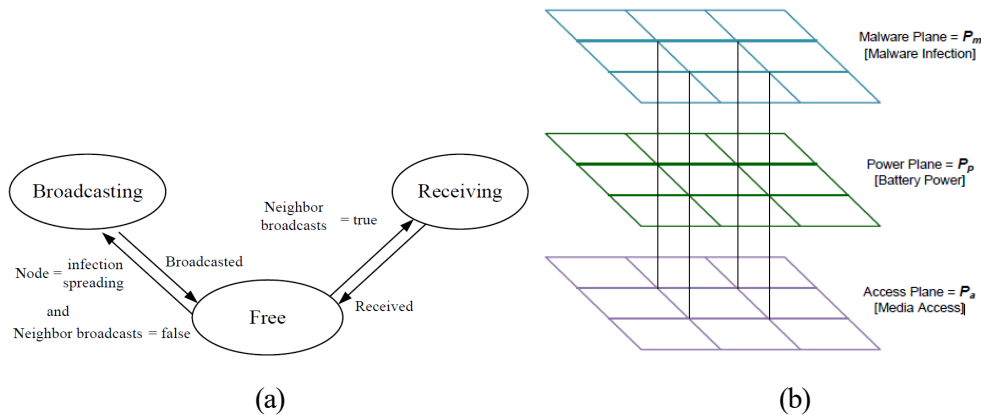 Broadcasting
Receiving
Neighbor
broadcasts = true
Broadcasted
Node = infection
spreading
and
Neighbor broadcasts = false
Free
Received
(a)
Malware Plane = Pm
[Malware Infection]
Power Plane = Pp
[Battery Power]
Access Plane = Pa
[Media Access]
(b)